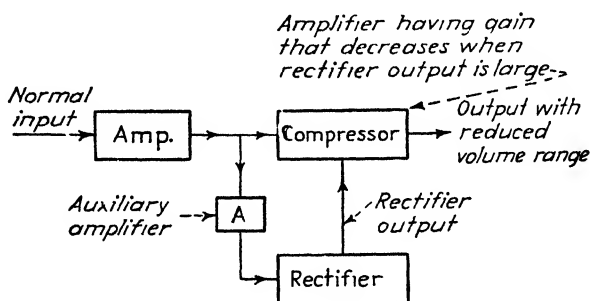 Amplifier having gain
that decreases when
rectifier output is large
Normal
input
Amp.
Compressor
Output with
reduced
volume range
Auxiliary
amplifier
A
Rectifier
output
Rectifier